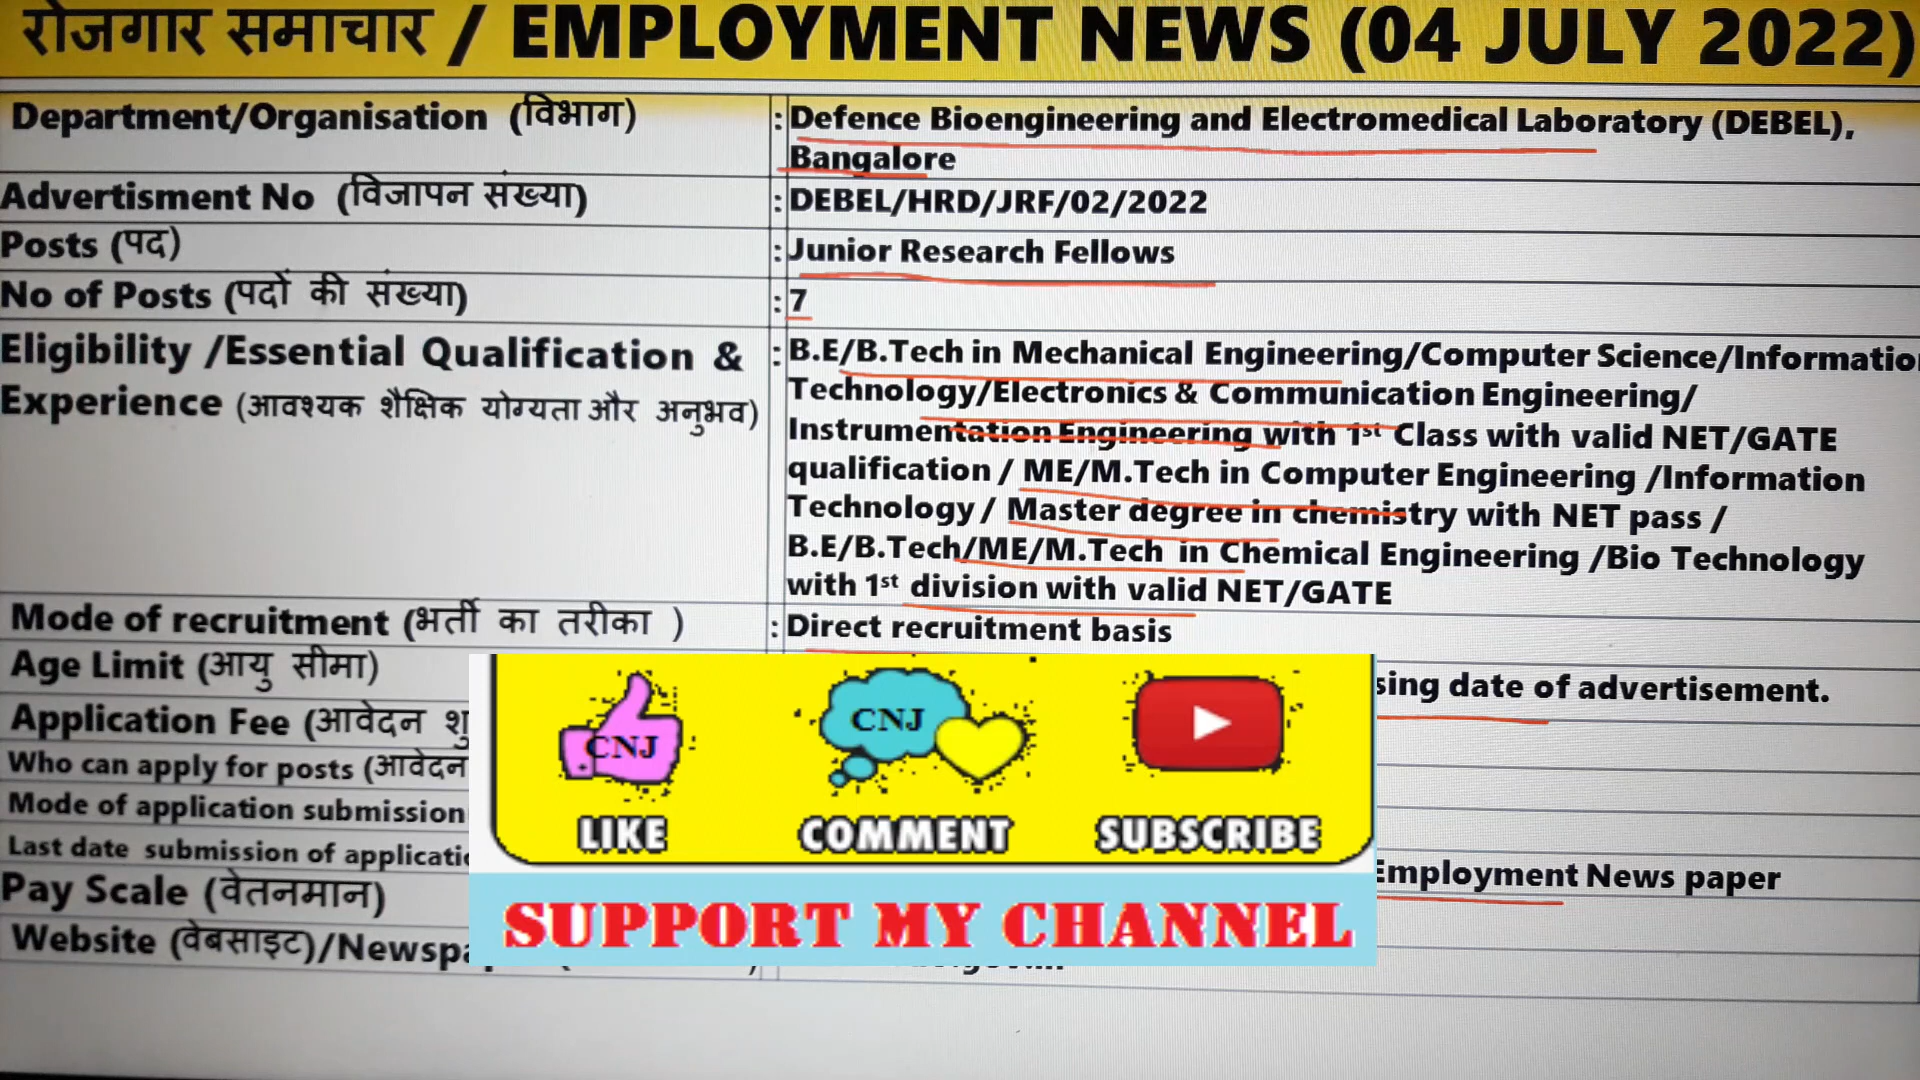 रोजगार समाचार / EMPLOYMENT NEWS (04 JULY 2022)
Department/Organisation (विभाग) : Defence Bioengineering and Electromedical Laboratory (DEBEL),
Bangalore
Advertisment No (विजापन संख्या) : DEBEL/HRD/JRF/02/2022
Posts (पद) : Junior Research Fellows
No of Posts (पदों की संख्या) : 7
Eligibility /Essential Qualification & : B.E/B.Tech in Mechanical Engineering/Computer Science/Informatio
Experience (आवश्यक शैक्षिक योग्यता और अनुभव) Technology/Electronics & Communication Engineering/
Instrumentation Engineering with 1st Class with valid NET/GATE
qualification / ME/M.Tech in Computer Engineering /Information
Technology / Master degree in chemistry with NET pass /
B.E/B.Tech/ME/M.Tech in Chemical Engineering /Bio Technology
with 1st division with valid NET/GATE
Mode of recruitment (भर्ती का तरीका ) : Direct recruitment basis
Age Limit (आयु सीमा) sing date of advertisement.
Application Fee (आवेदन शु
Who can apply for posts (आवेदन
Mode of application submission
Last date submission of applicati Employment News paper
Pay Scale (वेतनमान)
Website (वेबसाइट)/Newspa
CNJ CNJ
LIKE COMMENT SUBSCRIBE
SUPPORT MY CHANNEL